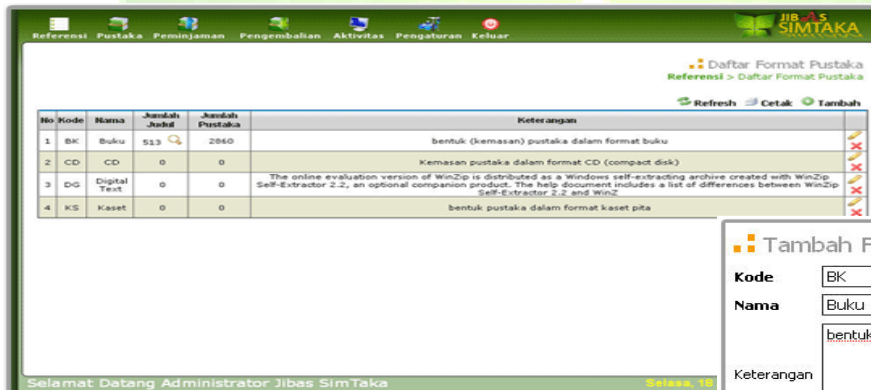 Referensi Pustaka Peminjaman Pengembalian Aktivitas Pengaturan Keluar
JIBAS
SIMTAKA
Daftar Format Pustaka
Referensi > Daftar Format Pustaka
Refresh Cetak Tambah
No Kode Nama Jumlah Judul Jumlah Pustaka Keterangan
1 BK Buku 513 2860 bentuk (kemasan) pustaka dalam format buku
2 CD CD 0 0 Kemasan pustaka dalam format CD (compact disk)
3 DG Digital Text 0 0 The online evaluation version of WinZip is distributed as a Windows self-extracting archive created with WinZip
Self-Extractor 2.2, an optional companion product. The help document includes a list of differences between WinZip
Self-Extractor 2.2 and WinZ
4 KS Kaset 0 0 bentuk pustaka dalam format kaset pita
Tambah F
Kode BK
Nama Buku
bentuk
Keterangan
Selamat Datang Administrator Jibas SimTaka
Selasa, 18